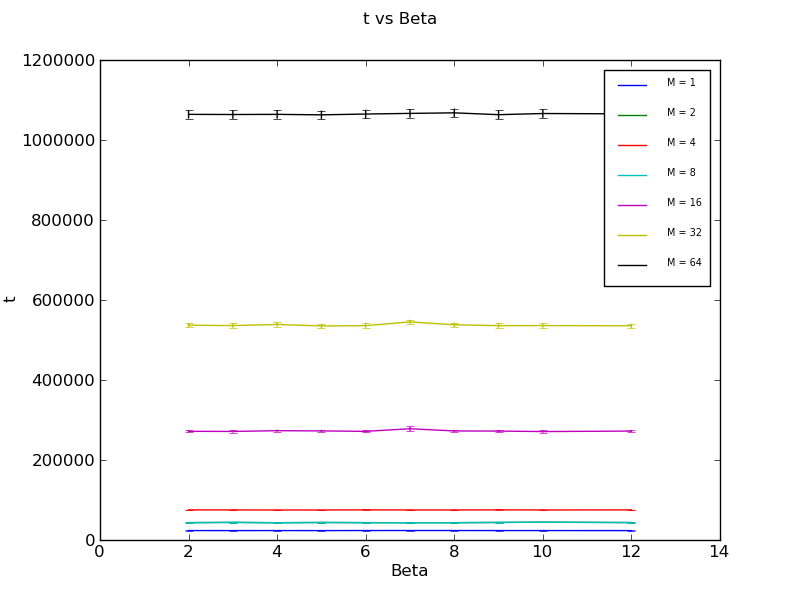 t vs Beta
1200000
1000000
800000
600000
400000
200000
0
t
0 2 4 6 8 10 12 14
Beta
M = 1
M = 2
M = 4
M = 8
M = 16
M = 32
M = 64